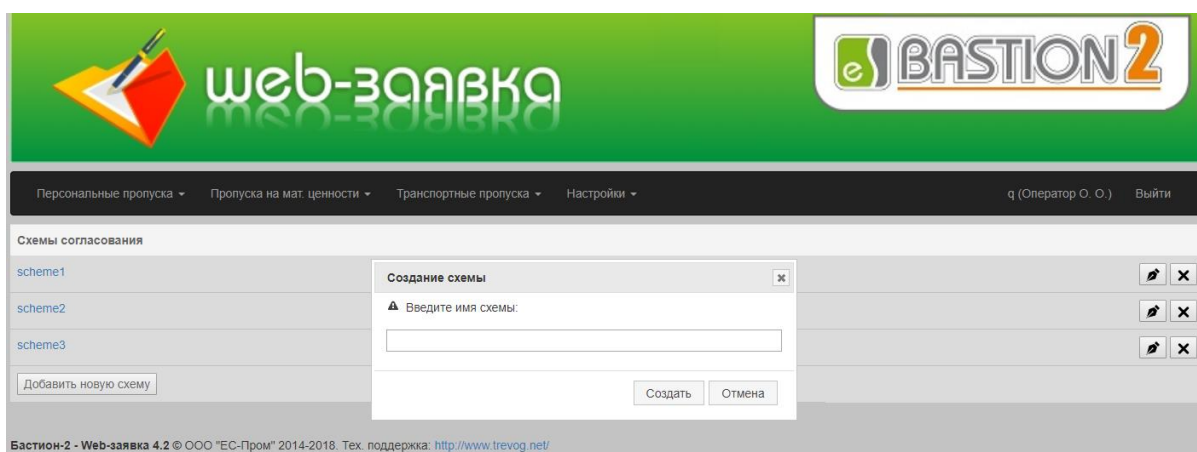 web-заявка
es BASTION2
Персональные пропуска Пропуска на мат. ценности Транспортные пропуска Настройки q (Оператор О. О.) Выйти
Схемы согласования
scheme1
scheme2
scheme3
Добавить новую схему
Создание схемы
Введите имя схемы:
Создать Отмена
Бастион-2 - Web-заявка 4.2 © ООО "ЕС-Пром" 2014-2018. Тех. поддержка: http://www.trevog.net/